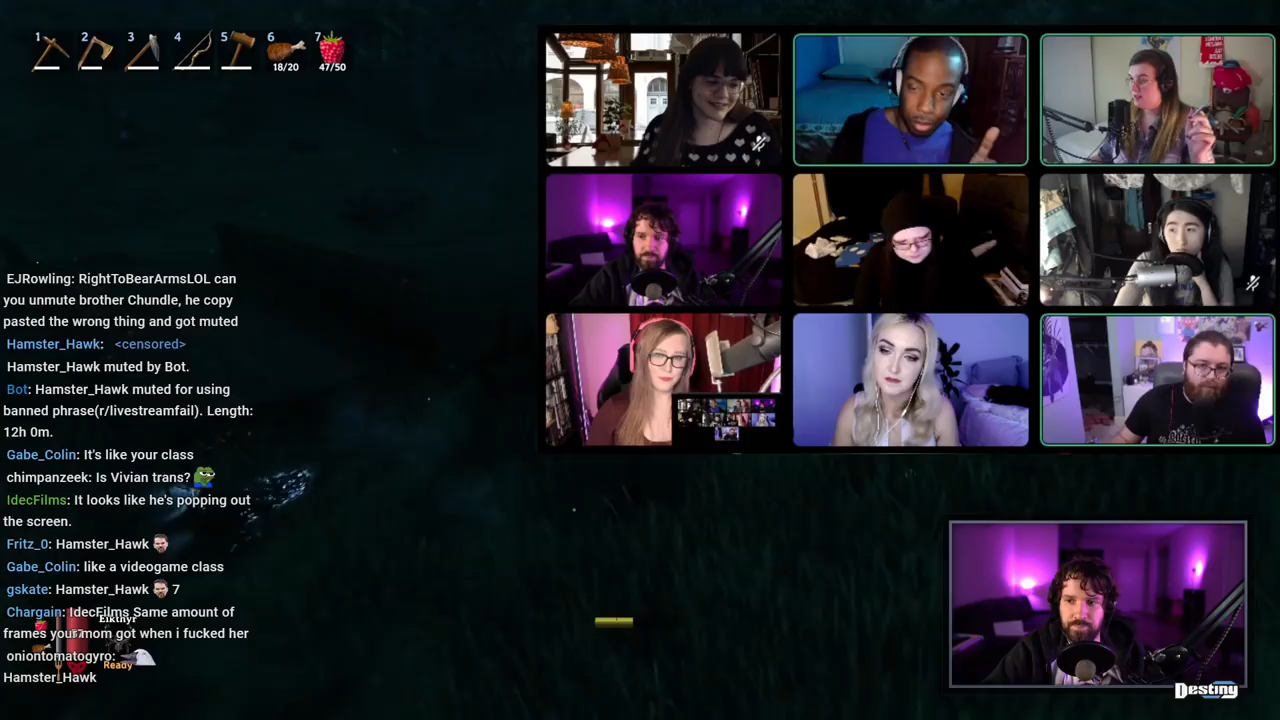 1 2 3 4 5 6 7
18/20 47/50
EJRowling: RightToBearArmsLOL can
you unmute brother Chundle, he copy
pasted the wrong thing and got muted
Hamster_Hawk: <censored>
Hamster_Hawk muted by Bot.
Bot: Hamster_Hawk muted for using
banned phrase(r/livestreamfail). Length:
12h 0m.
Gabe_Colin: It's like your class
chimpanzeek: Is Vivian trans?
IdecFilms: It looks like he's popping out
the screen.
Fritz_0: Hamster_Hawk
Gabe_Colin: like a videogame class
gskate: Hamster_Hawk 7
Chargain: IdecFilms Same amount of
frames your mom got when i fucked her
oniontomatogyro:
Hamster_Hawk
Eikthyr
Ready
Destiny